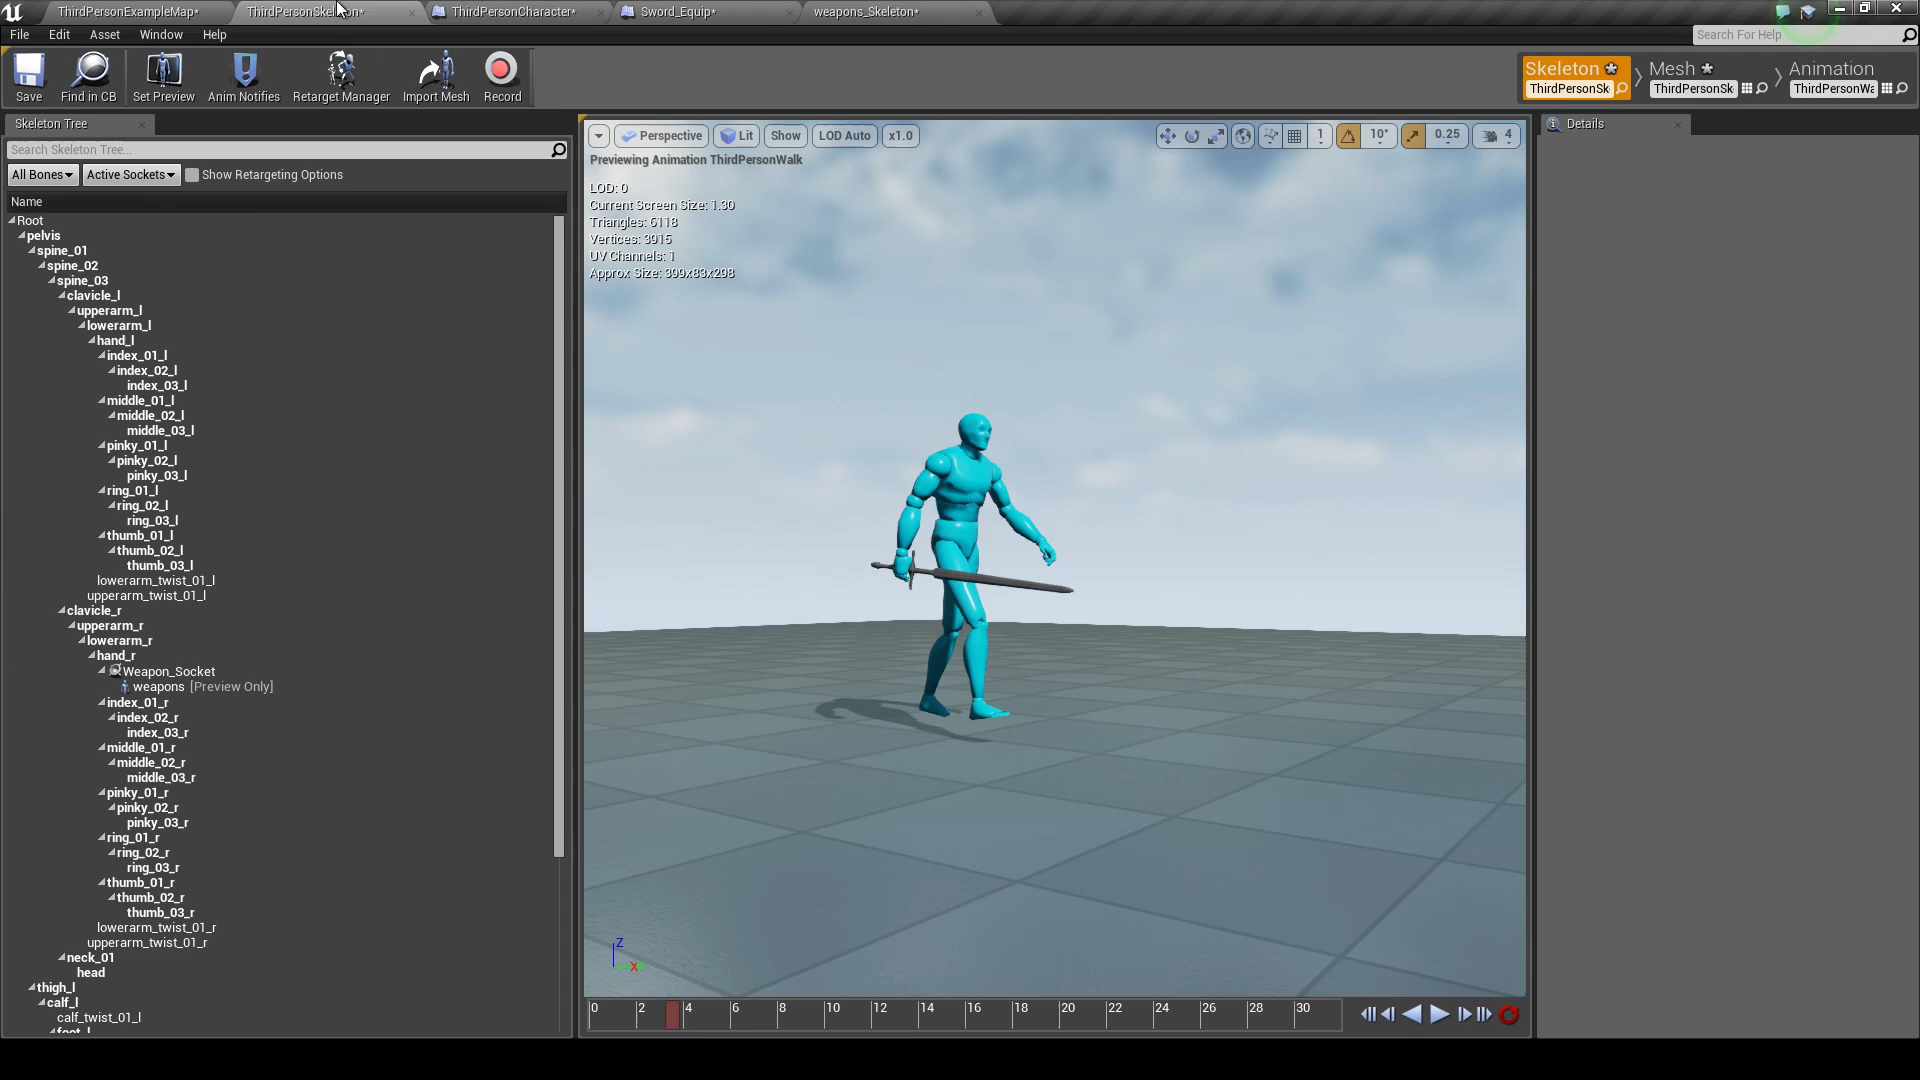 ThirdPersonExampleMap* ThirdPersonSkeleton* ThirdPersonCharacter* Sword_Equip* weapons_Skeleton*
File Edit Asset Window Help Search For Help
Save Find in CB Set Preview Anim Notifies Retarget Manager Import Mesh Record
Skeleton Mesh Animation
ThirdPersonSk ThirdPersonSk ThirdPersonWa
Skeleton Tree
Details
Search Skeleton Tree...
All Bones Active Sockets Show Retargeting Options
Name
Root
pelvis
spine_01
spine_02
spine_03
clavicle_l
upperarm_l
lowerarm_l
hand_l
index_01_l
index_02_l
index_03_l
middle_01_l
middle_02_l
middle_03_l
pinky_01_l
pinky_02_l
pinky_03_l
ring_01_l
ring_02_l
ring_03_l
thumb_01_l
thumb_02_l
thumb_03_l
lowerarm_twist_01_l
upperarm_twist_01_l
clavicle_r
upperarm_r
lowerarm_r
hand_r
Weapon_Socket
weapons [Preview Only]
index_01_r
index_02_r
index_03_r
middle_01_r
middle_02_r
middle_03_r
pinky_01_r
pinky_02_r
pinky_03_r
ring_01_r
ring_02_r
ring_03_r
thumb_01_r
thumb_02_r
thumb_03_r
lowerarm_twist_01_r
upperarm_twist_01_r
neck_01
head
thigh_l
calf_l
calf_twist_01_l
foot_l
Perspective Lit Show LOD Auto x1.0 1 10° 0.25 4
Previewing Animation ThirdPersonWalk
LOD: 0
Current Screen Size: 1.30
Triangles: 6118
Vertices: 3915
UV Channels: 1
Approx Size: 399x83x298
Z
X
0 2 4 6 8 10 12 14 16 18 20 22 24 26 28 30